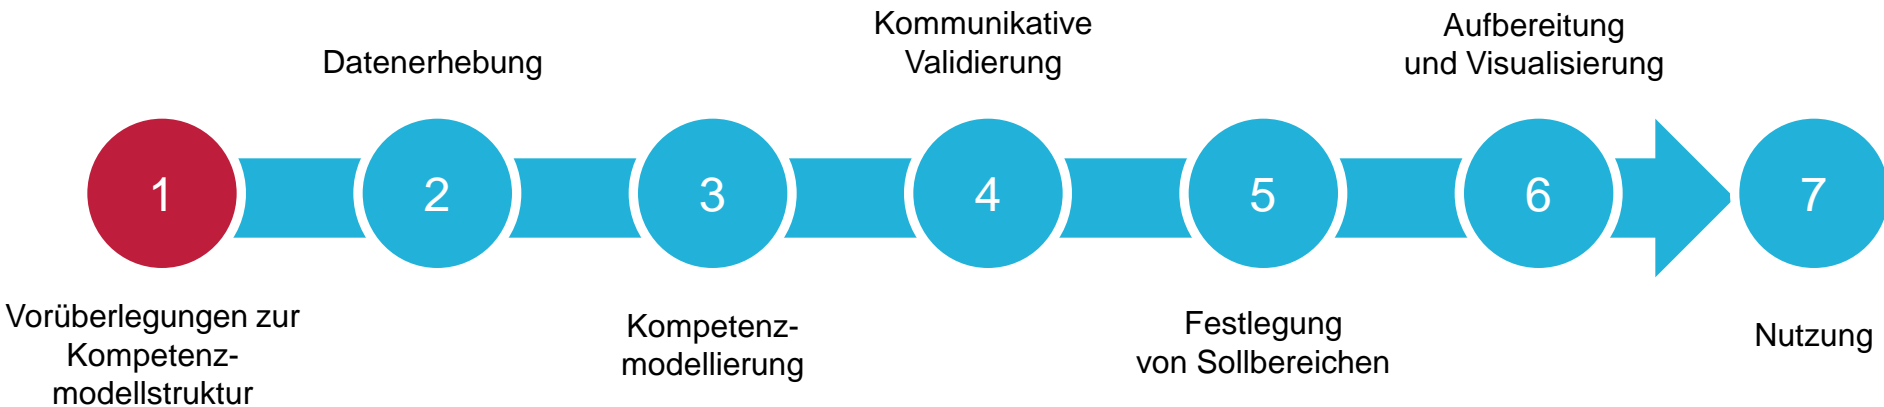 1
Vorüberlegungen zur
Kompetenz-
modellstruktur
2
Datenerhebung
3
Kompetenz-
modellierung
4
Kommunikative
Validierung
5
Festlegung
von Sollbereichen
6
Aufbereitung
und Visualisierung
7
Nutzung